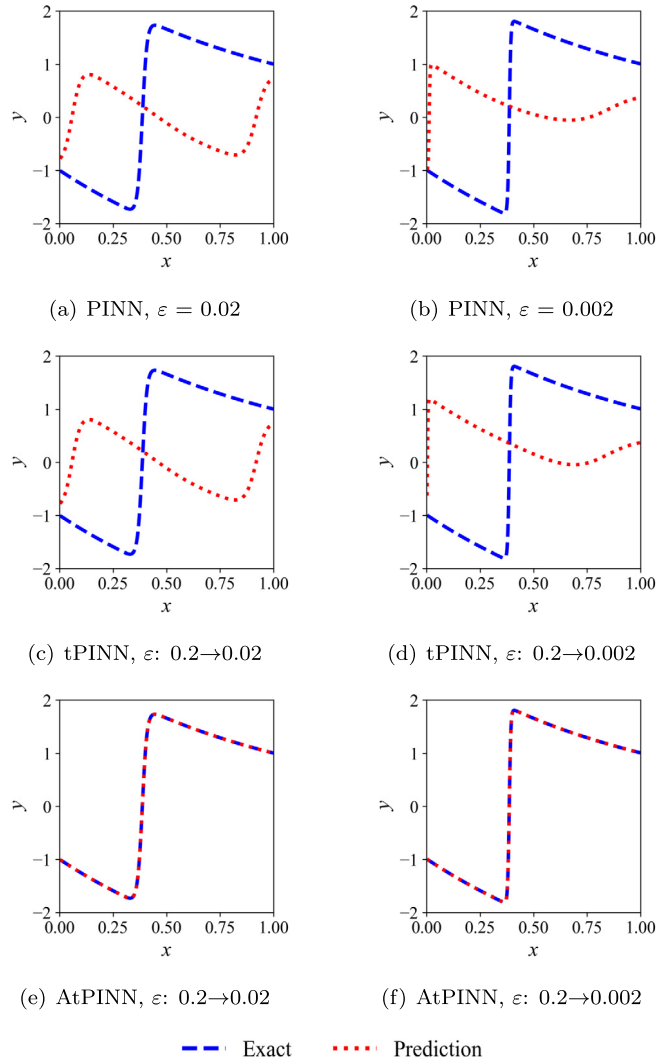 2
2
1
1
y
0
y
0
−1
−1
−2
−2
0.00 0.25 0.50 0.75 1.00
0.00 0.25 0.50 0.75 1.00
x
x
(a) PINN, ε = 0.02
(b) PINN, ε = 0.002
2
2
1
1
y
0
y
0
−1
−1
−2
−2
0.00 0.25 0.50 0.75 1.00
0.00 0.25 0.50 0.75 1.00
x
x
(c) tPINN, ε: 0.2→0.02
(d) tPINN, ε: 0.2→0.002
2
2
1
1
y
0
y
0
−1
−1
−2
−2
0.00 0.25 0.50 0.75 1.00
0.00 0.25 0.50 0.75 1.00
x
x
(e) AtPINN, ε: 0.2→0.02
(f) AtPINN, ε: 0.2→0.002
Exact Prediction